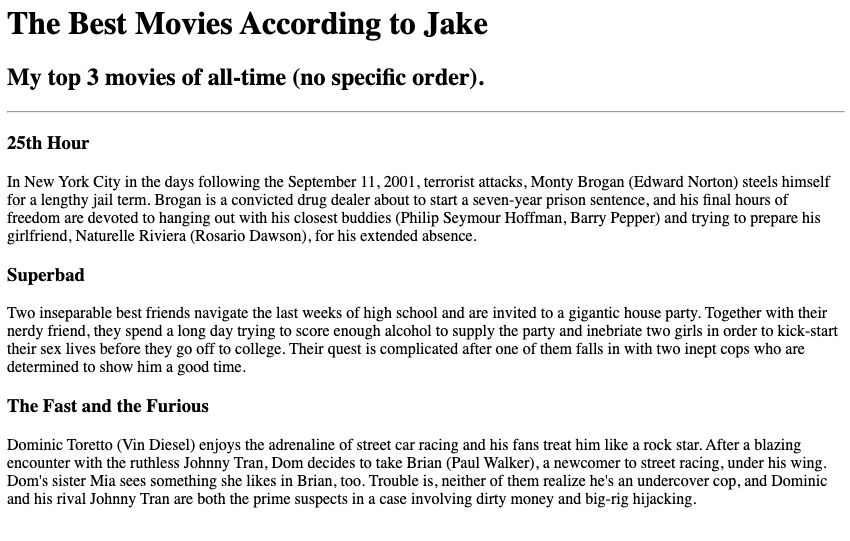 The Best Movies According to Jake
My top 3 movies of all-time (no specific order).
25th Hour
In New York City in the days following the September 11, 2001, terrorist attacks, Monty Brogan (Edward Norton) steels himself
for a lengthy jail term. Brogan is a convicted drug dealer about to start a seven-year prison sentence, and his final hours of
freedom are devoted to hanging out with his closest buddies (Philip Seymour Hoffman, Barry Pepper) and trying to prepare his
girlfriend, Naturelle Riviera (Rosario Dawson), for his extended absence.
Superbad
Two inseparable best friends navigate the last weeks of high school and are invited to a gigantic house party. Together with their
nerdy friend, they spend a long day trying to score enough alcohol to supply the party and inebriate two girls in order to kick-start
their sex lives before they go off to college. Their quest is complicated after one of them falls in with two inept cops who are
determined to show him a good time.
The Fast and the Furious
Dominic Toretto (Vin Diesel) enjoys the adrenaline of street car racing and his fans treat him like a rock star. After a blazing
encounter with the ruthless Johnny Tran, Dom decides to take Brian (Paul Walker), a newcomer to street racing, under his wing.
Dom's sister Mia sees something she likes in Brian, too. Trouble is, neither of them realize he's an undercover cop, and Dominic
and his rival Johnny Tran are both the prime suspects in a case involving dirty money and big-rig hijacking.